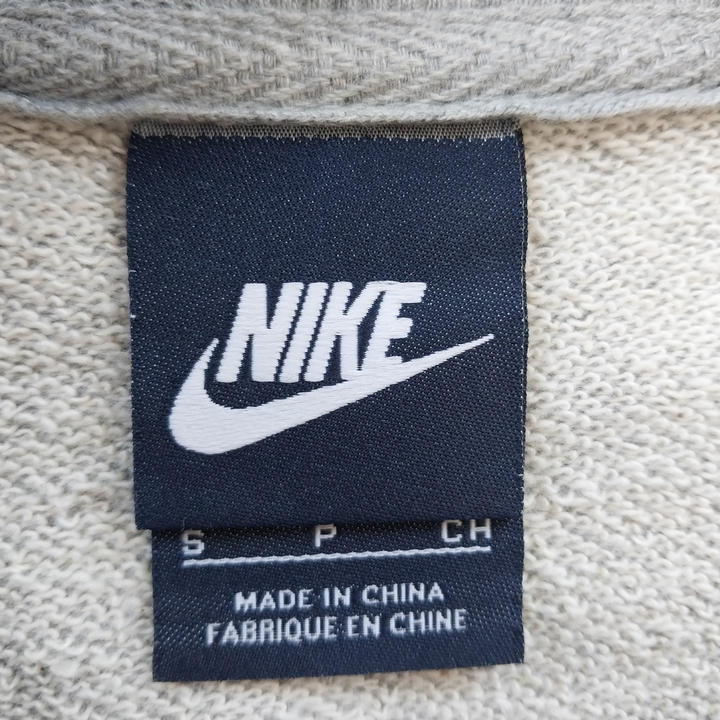 NIKE
S P CH
MADE IN CHINA
FABRIQUE EN CHINE